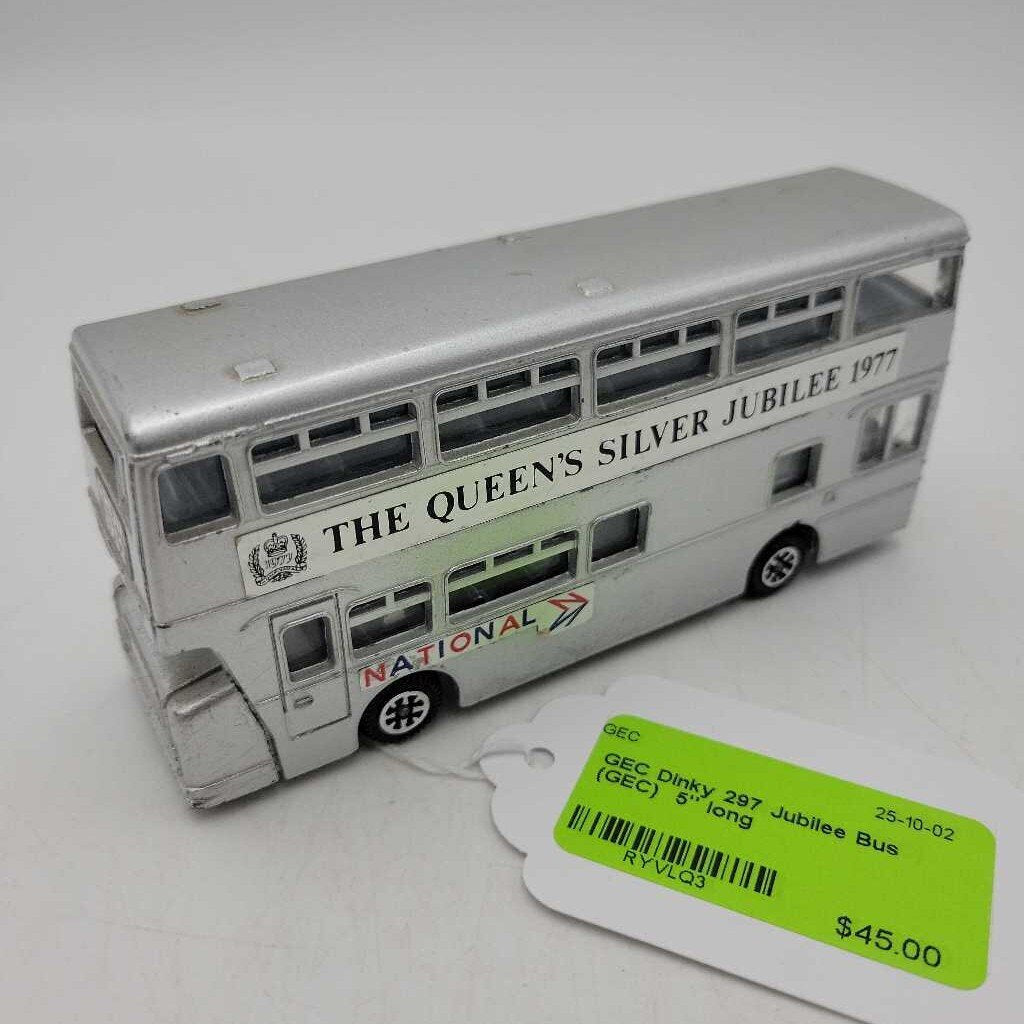 THE QUEEN'S SILVER JUBILEE 1977
NATIONAL
GEC
GEC Dinky 297 Jubilee Bus
(GEC) 5" long
25-10-02
RYVLQ3
$45.00